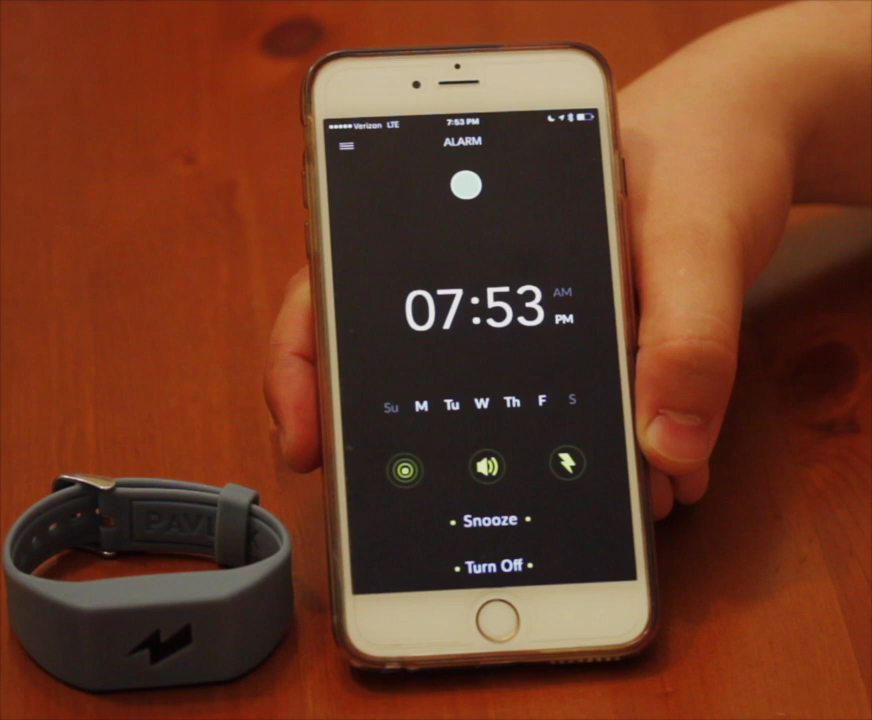 Verizon LTE 7:53 PM
ALARM
07:53 AM PM
Su M Tu W Th F S
Snooze
Turn Off